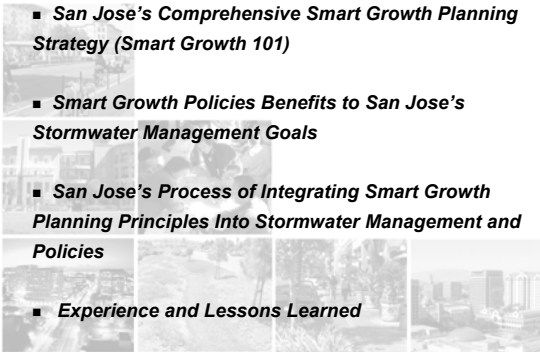 ▪ San Jose's Comprehensive Smart Growth Planning
Strategy (Smart Growth 101)
▪ Smart Growth Policies Benefits to San Jose's
Stormwater Management Goals
▪ San Jose's Process of Integrating Smart Growth
Planning Principles Into Stormwater Management and
Policies
▪ Experience and Lessons Learned